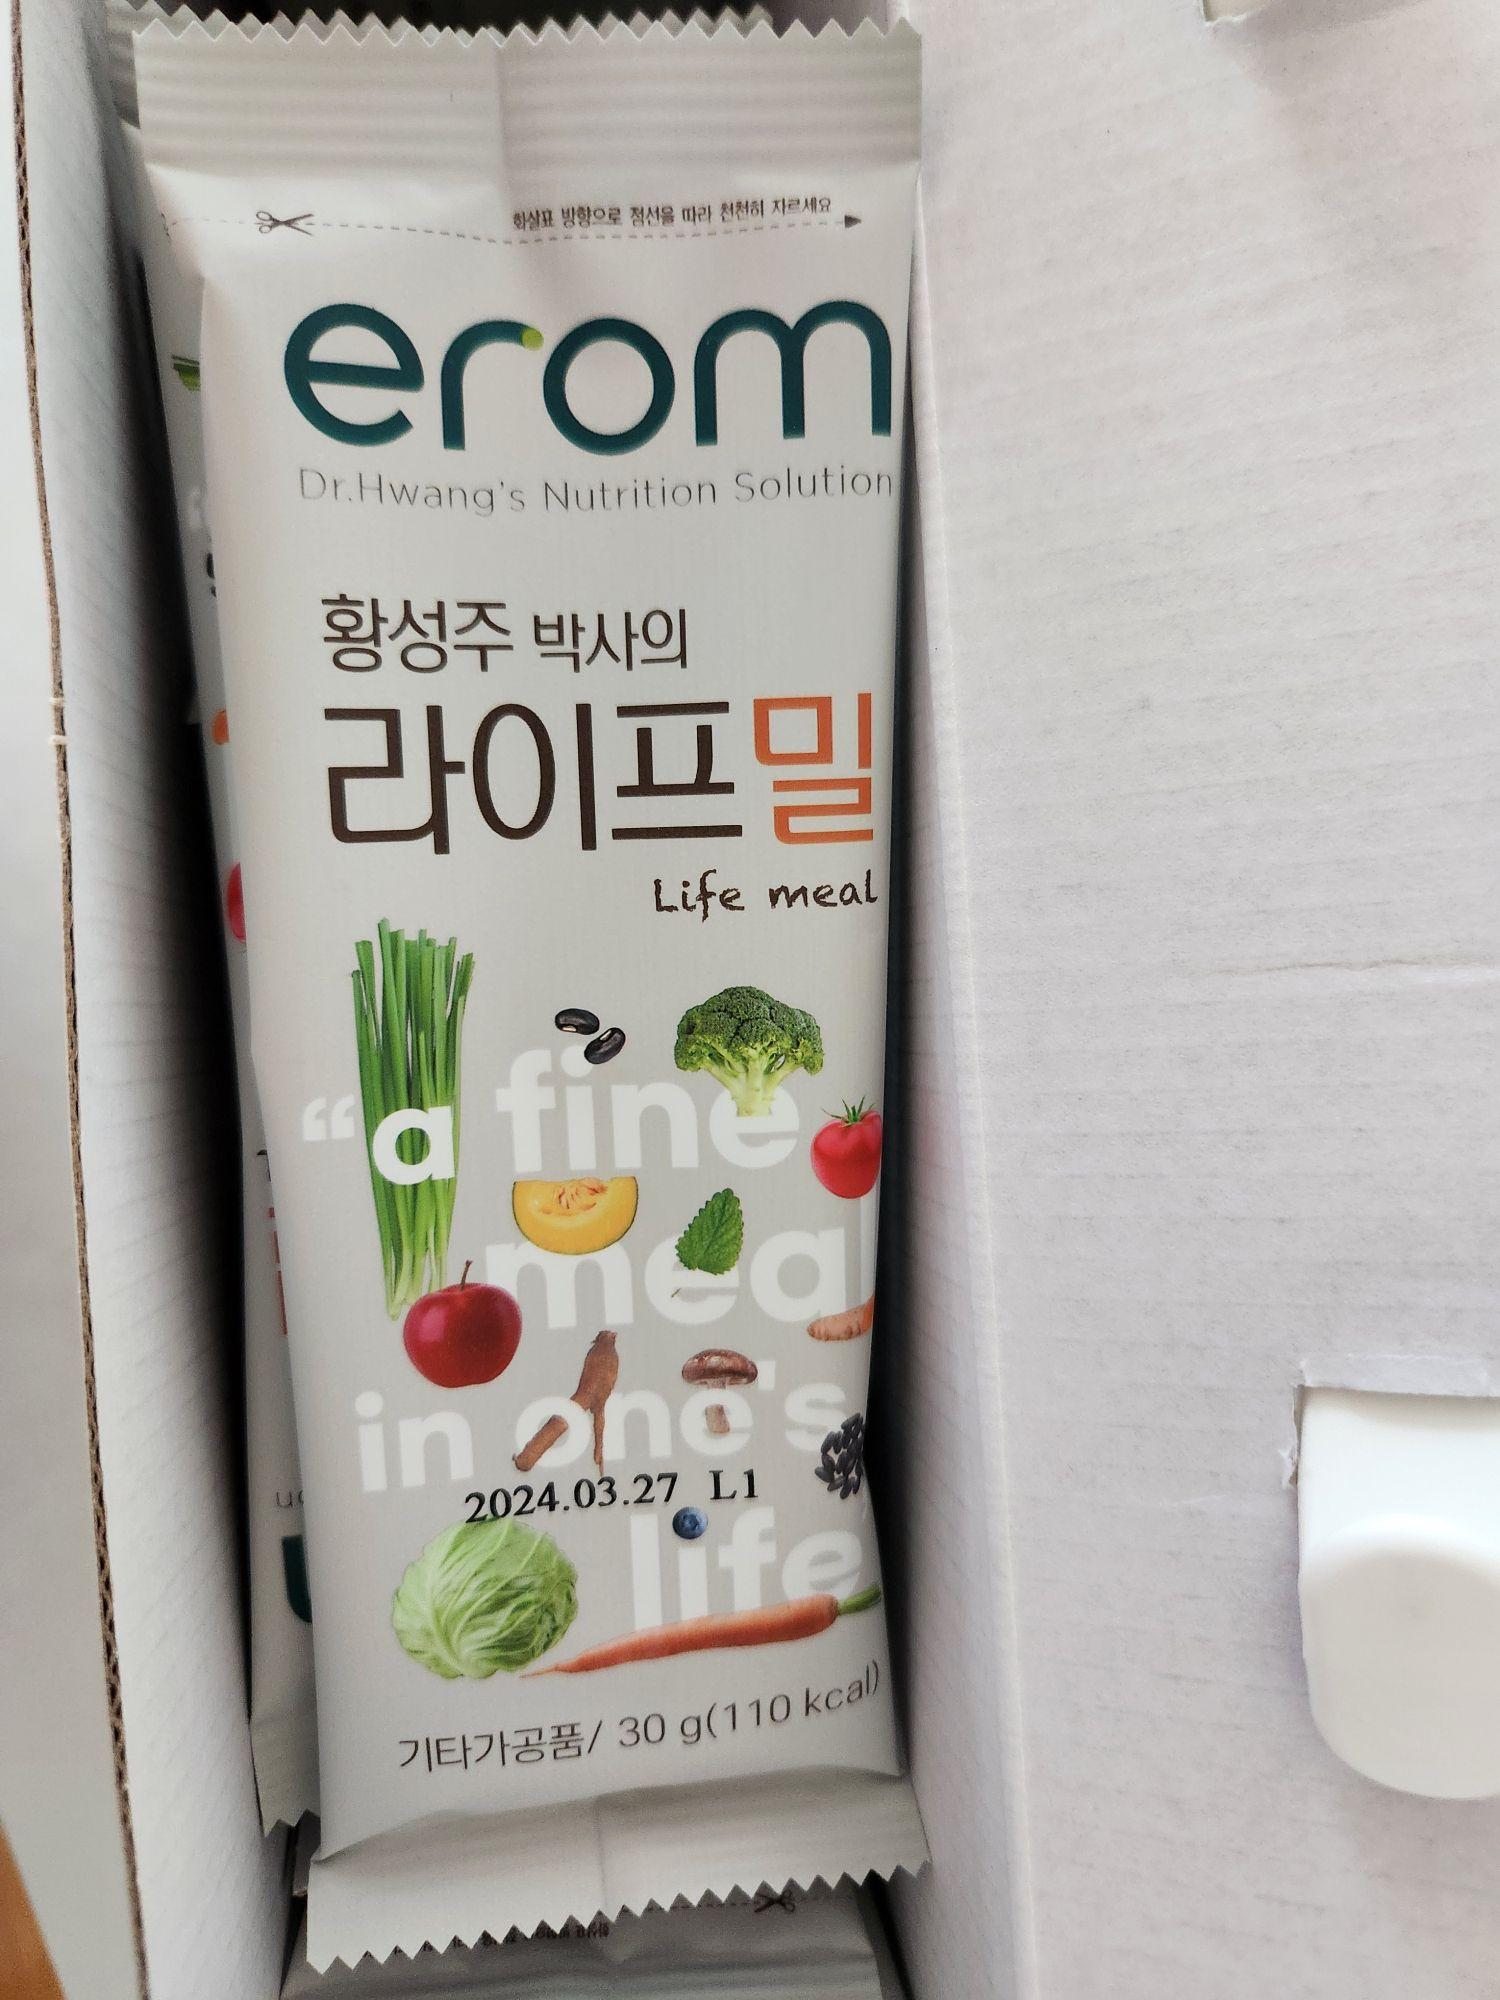 화살표 방향으로 점선을 따라 천천히 자르세요
erom
Dr.Hwang's Nutrition Solution
황성주 박사의
라이프밀
Life meal
“a fine
meal
in one's
life
2024.03.27 L1
기타가공품/ 30 g(110 kcal)